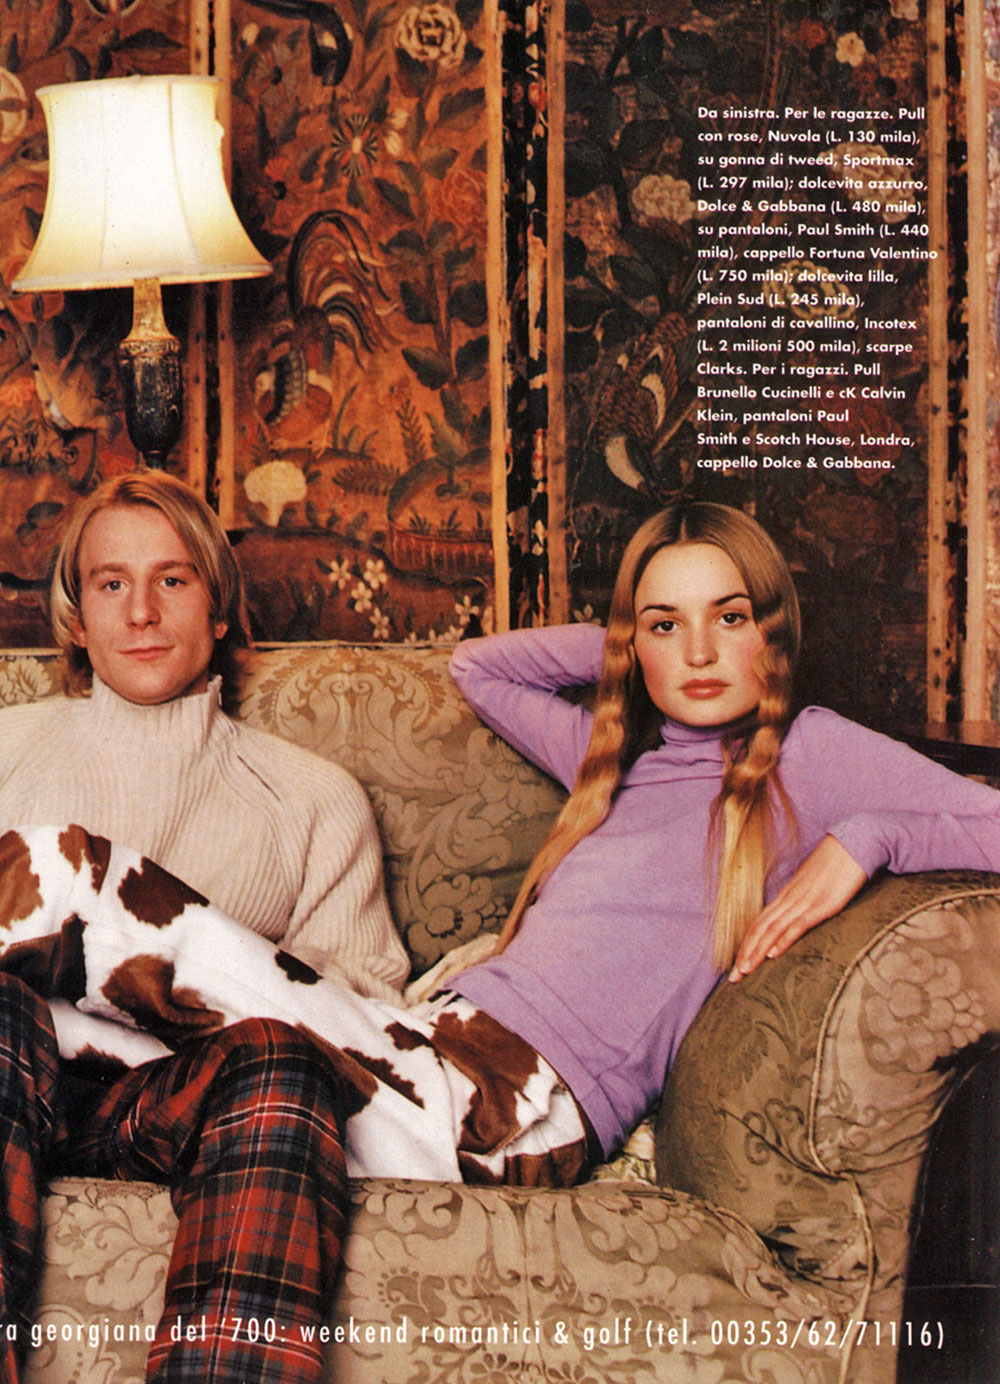 Da sinistra. Per le ragazze. Pull
con rose, Nuvola (L. 130 mila),
su gonna di tweed, Sportmax
(L. 297 mila); dolcevita azzurro,
Dolce & Gabbana (L. 480 mila),
su pantaloni, Paul Smith (L. 440
mila), cappello Fortuna Valentino
(L. 750 mila); dolcevita lilla,
Plein Sud (L. 245 mila),
pantaloni di cavallino, Incotex
(L. 2 milioni 500 mila), scarpe
Clarks. Per i ragazzi. Pull
Brunello Cucinelli e cK Calvin
Klein, pantaloni Paul
Smith e Scotch House, Londra,
cappello Dolce & Gabbana.
ra georgiana del '700: weekend romantici & golf (tel. 00353/62/71116)